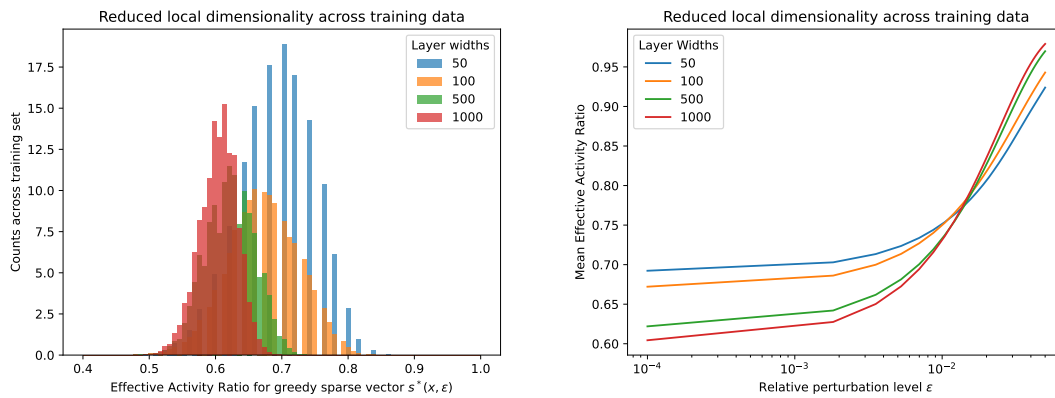 Reduced local dimensionality across training data
Counts across training set
17.5
15.0
12.5
10.0
7.5
5.0
2.5
0.0
Layer widths
50
100
500
1000
0.4 0.5 0.6 0.7 0.8 0.9 1.0
Effective Activity Ratio for greedy sparse vector s*(x, ε)
Reduced local dimensionality across training data
Mean Effective Activity Ratio
0.95
0.90
0.85
0.80
0.75
0.70
0.65
0.60
Layer Widths
50
100
500
1000
10⁻⁴ 10⁻³ 10⁻²
Relative perturbation level ε